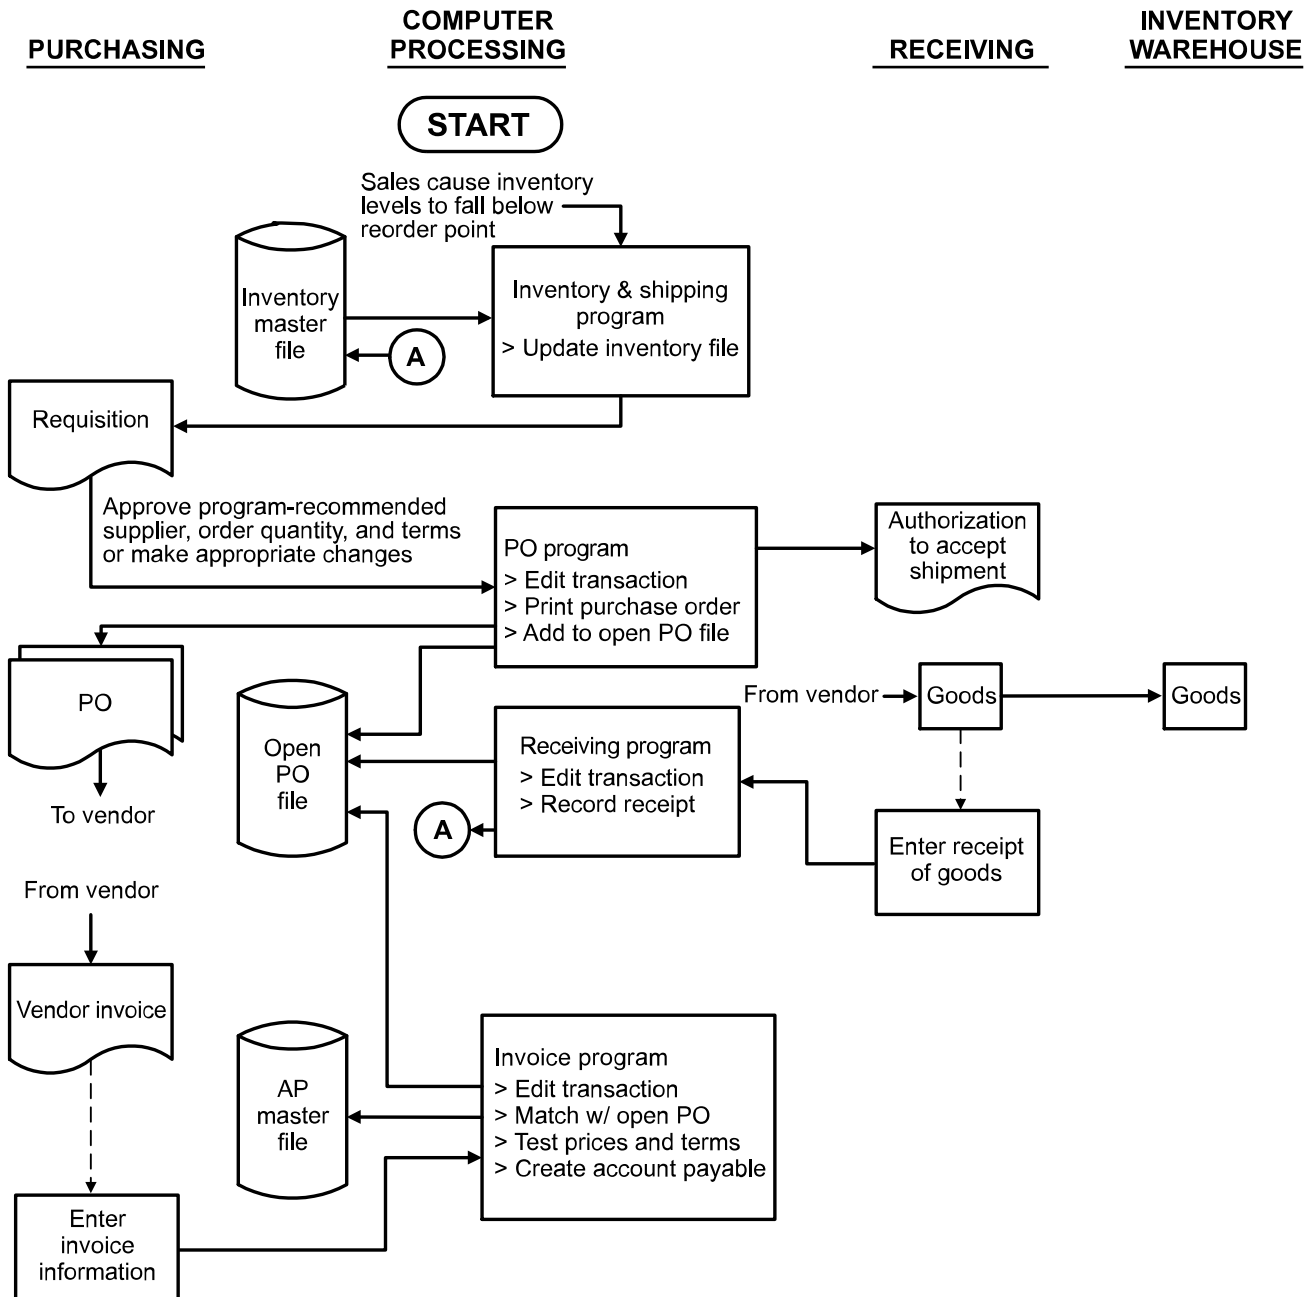 PURCHASING
COMPUTER
PROCESSING
RECEIVING
INVENTORY
WAREHOUSE
START
Sales cause inventory
levels to fall below
reorder point
Inventory
master
file
A
Inventory & shipping
program
> Update inventory file
Requisition
Approve program-recommended
supplier, order quantity, and terms
or make appropriate changes
PO program
> Edit transaction
> Print purchase order
> Add to open PO file
Authorization
to accept
shipment
PO
To vendor
Open
PO
file
Receiving program
> Edit transaction
> Record receipt
A
From vendor
Goods
Goods
Enter receipt
of goods
From vendor
Vendor invoice
AP
master
file
Invoice program
> Edit transaction
> Match w/ open PO
> Test prices and terms
> Create account payable
Enter
invoice
information